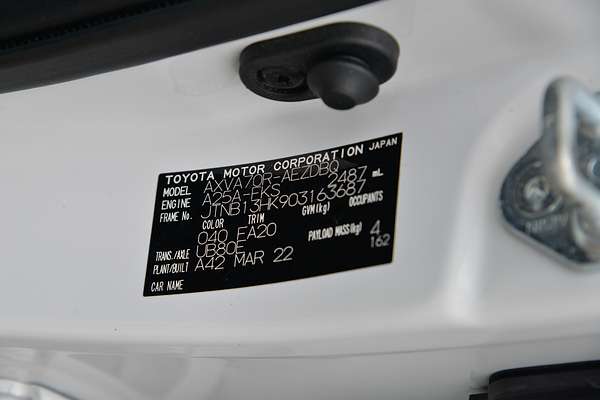 TOYOTA MOTOR CORPORATION JAPAN
MODEL AXVA70R-AEZDBQ
ENGINE A25A-FKS 2487 mL
FRAME No. JTNB13HK903163687
COLOR TRIM GVM(kg) OCCUPANTS
040 FA20 PAYLOAD MASS(kg) 4
162
TRANS./AXLE UB80E
PLANT/BUILT A42 MAR 22
CAR NAME